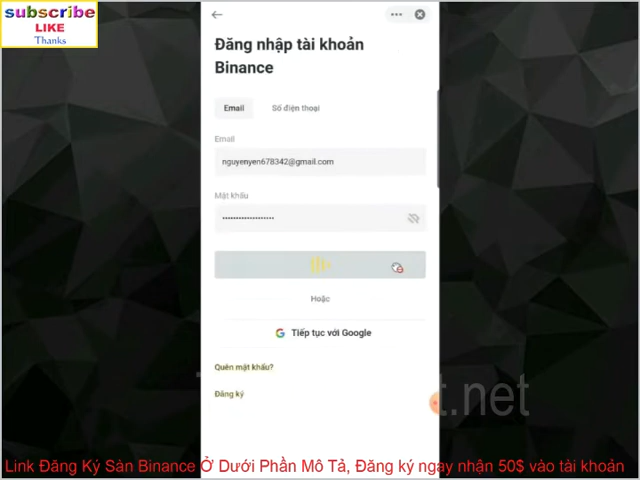 subscribe
LIKE
Thanks
Đăng nhập tài khoản
Binance
Email
Số điện thoại
Email
nguyenyen678342@gmail.com
Mật khẩu
Hoặc
Tiếp tục với Google
Quên mật khẩu?
Đăng ký
t.net
Link Đăng Ký Sàn Binance Ở Dưới Phần Mô Tả, Đăng ký ngay nhận 50$ vào tài khoản